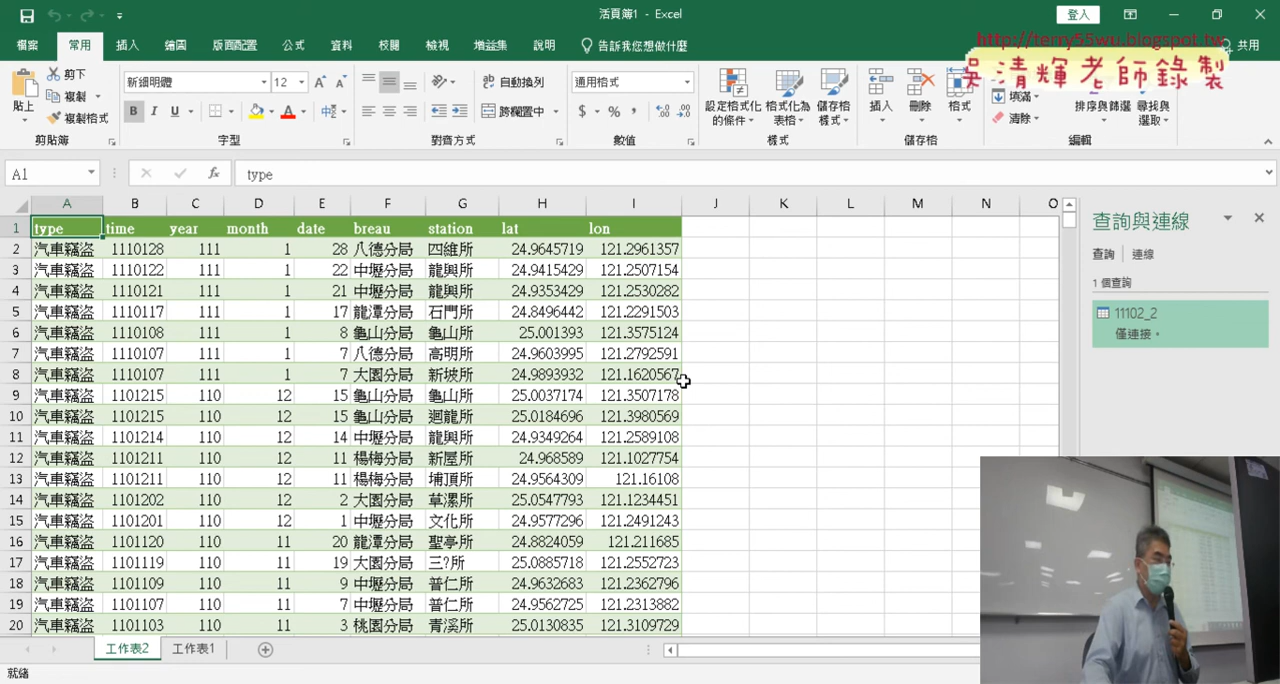 活頁簿1 - Excel
登入
檔案 常用 插入 繪圖 版面配置 公式 資料 校閱 檢視 增益集 說明 告訴我您想做什麼 共用
http://terry55wu.blogspot.tw
吳清輝老師錄製
貼上 剪下 複製 複製格式
剪貼簿
新細明體 12
B I U
字型
自動換列
跨欄置中
對齊方式
通用格式
$ % ,
數值
設定格式化的條件 格式化為表格 儲存格樣式
樣式
插入 刪除 格式
儲存格
填滿
清除
排序與篩選 尋找與選取
編輯
A1 fx type
A B C D E F G H I J K L M N O
1 type time year month date breau station lat lon
2 汽車竊盜 1110128 111 1 28 八德分局 四維所 24.9645719 121.2961357
3 汽車竊盜 1110122 111 1 22 中壢分局 龍興所 24.9415429 121.2507154
4 汽車竊盜 1110121 111 1 21 中壢分局 龍興所 24.9353429 121.2530282
5 汽車竊盜 1110117 111 1 17 龍潭分局 石門所 24.8496442 121.2291503
6 汽車竊盜 1110108 111 1 8 龜山分局 龜山所 25.001393 121.3575124
7 汽車竊盜 1110107 111 1 7 八德分局 高明所 24.9603995 121.2792591
8 汽車竊盜 1110107 111 1 7 大園分局 新坡所 24.9893932 121.1620567
9 汽車竊盜 1101215 110 12 15 龜山分局 龜山所 25.0037174 121.3507178
10 汽車竊盜 1101215 110 12 15 龜山分局 迴龍所 25.0184696 121.3980569
11 汽車竊盜 1101214 110 12 14 中壢分局 龍興所 24.9349264 121.2589108
12 汽車竊盜 1101211 110 12 11 楊梅分局 新屋所 24.968589 121.1027754
13 汽車竊盜 1101211 110 12 11 楊梅分局 埔頂所 24.9564309 121.16108
14 汽車竊盜 1101202 110 12 2 大園分局 草漯所 25.0547793 121.1234451
15 汽車竊盜 1101201 110 12 1 中壢分局 文化所 24.9577296 121.2491243
16 汽車竊盜 1101120 110 11 20 龍潭分局 聖亭所 24.8824059 121.211685
17 汽車竊盜 1101119 110 11 19 大園分局 三?所 25.0885718 121.2552723
18 汽車竊盜 1101109 110 11 9 中壢分局 普仁所 24.9632683 121.2362796
19 汽車竊盜 1101107 110 11 7 中壢分局 普仁所 24.9562725 121.2313882
20 汽車竊盜 1101103 110 11 3 桃園分局 青溪所 25.0130835 121.3109729
查詢與連線
查詢 | 連線
1 個查詢
11102_2
僅連接。
工作表2 工作表1
就緒